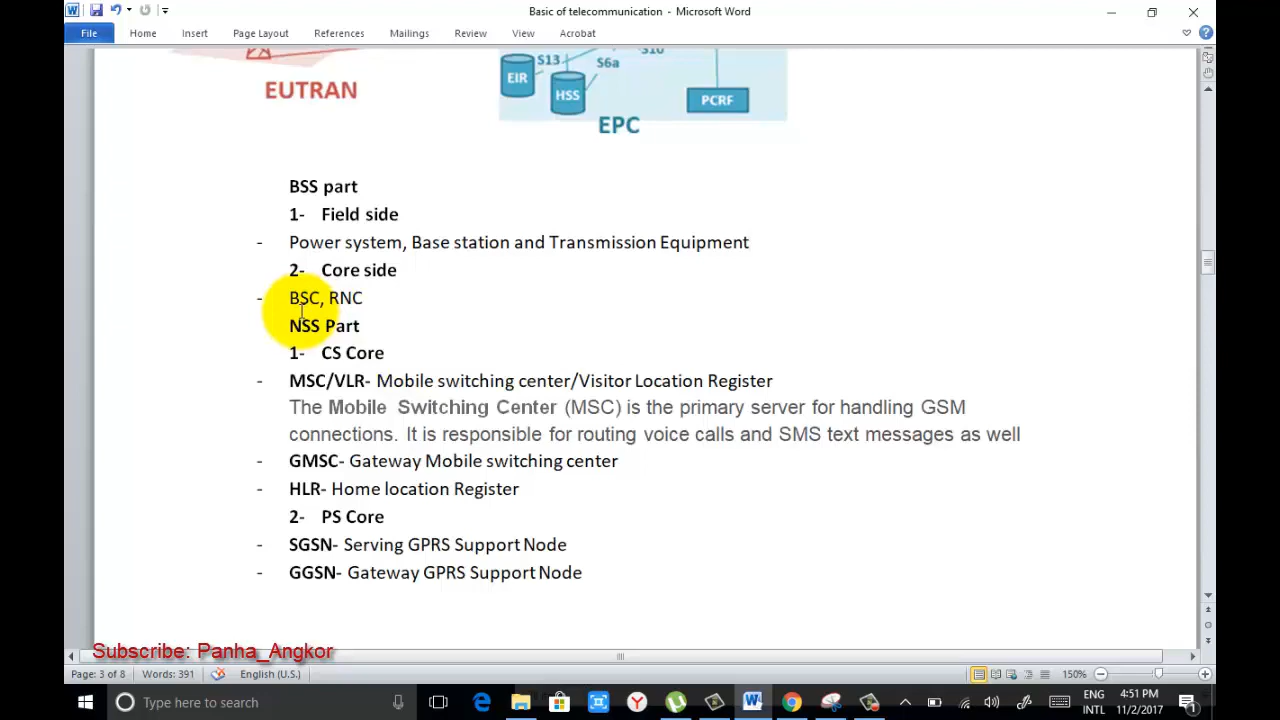 Basic of telecommunication - Microsoft Word
File Home Insert Page Layout References Mailings Review View Acrobat
S13 S10
EIR S6a
HSS PCRF
EUTRAN
EPC
BSS part
1- Field side
- Power system, Base station and Transmission Equipment
2- Core side
- BSC, RNC
NSS Part
1- CS Core
- MSC/VLR- Mobile switching center/Visitor Location Register
The Mobile Switching Center (MSC) is the primary server for handling GSM
connections. It is responsible for routing voice calls and SMS text messages as well
- GMSC- Gateway Mobile switching center
- HLR- Home location Register
2- PS Core
- SGSN- Serving GPRS Support Node
- GGSN- Gateway GPRS Support Node
Subscribe: Panha_Angkor
Page: 3 of 8 Words: 391 English (U.S.) 150%
Type here to search ENG 4:51 PM
INTL 11/2/2017